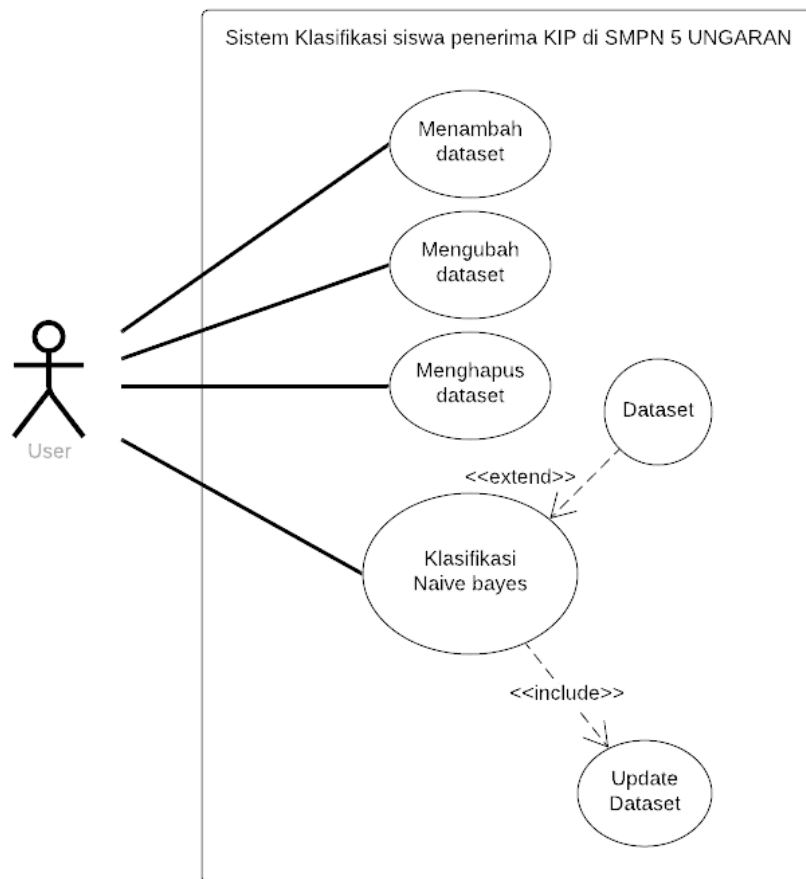 Sistem Klasifikasi siswa penerima KIP di SMPN 5 UNGARAN
Menambah
dataset
Mengubah
dataset
Menghapus
dataset
Dataset
User
<<extend>>
Klasifikasi
Naive bayes
<<include>>
Update
Dataset